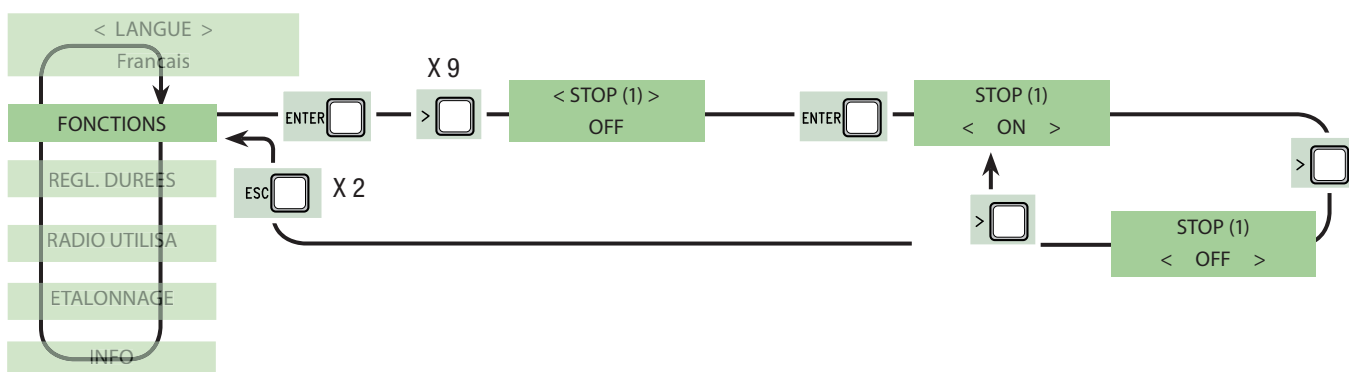 < LANGUE >
Francais
FONCTIONS
REGL. DUREES
RADIO UTILISA
ETALONNAGE
INFO
ENTER
X 9
>
< STOP (1) >
OFF
ENTER
STOP (1)
< ON >
>
ESC
X 2
>
STOP (1)
< OFF >